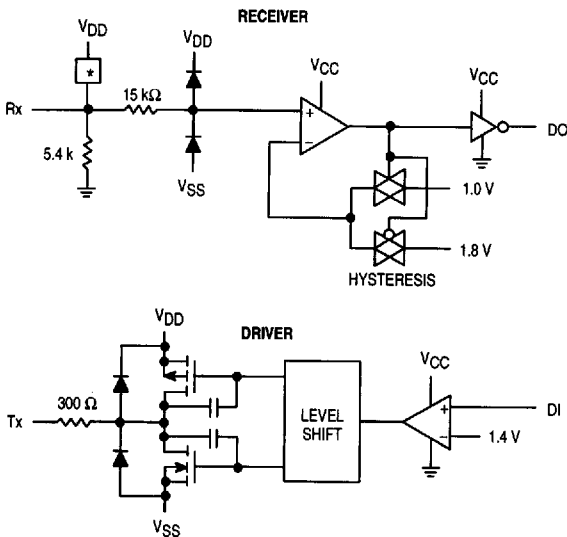 RECEIVER
VDD
VDD
*
15 kΩ
VCC
VCC
Rx
+
DO
5.4 k
−
VSS
1.0 V
1.8 V
HYSTERESIS
DRIVER
VDD
VCC
300 Ω
Tx
LEVEL
SHIFT
+
DI
−
1.4 V
VSS